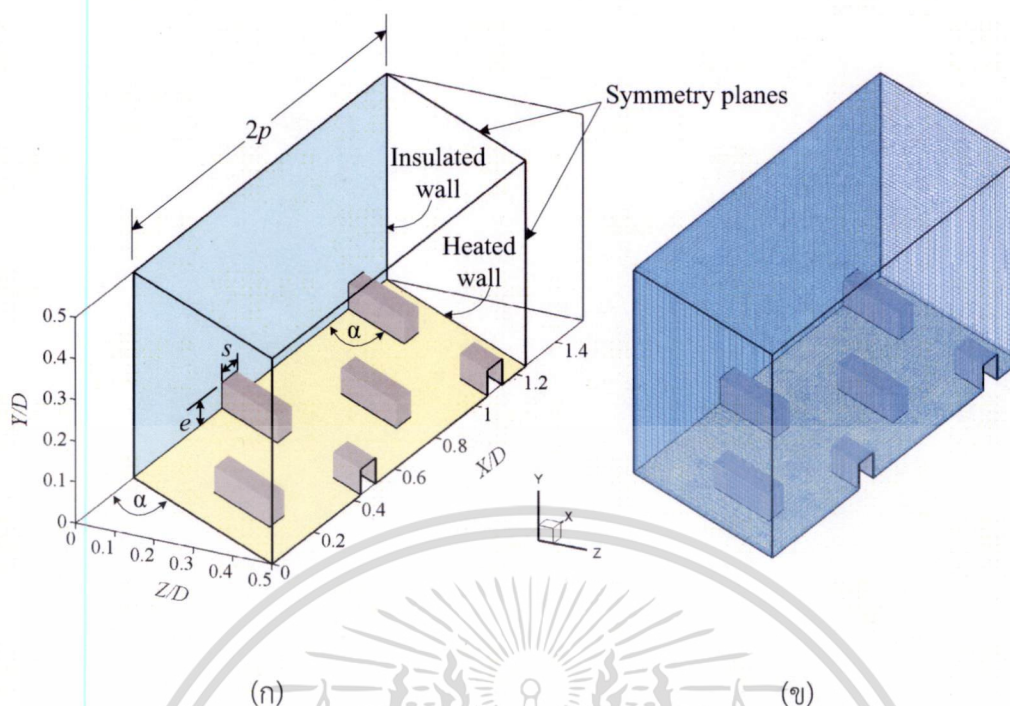 2p
Symmetry planes
Insulated
wall
Heated
wall
0.5
0.4
0.3
0.2
0.1
0
Y/D
s
e
α
α
1.4
1.2
1
0.8
0.6
0.4
0.2
0
X/D
0
0.1
0.2
0.3
0.4
0.5
Z/D
Y
X
Z
(ก)
(ข)